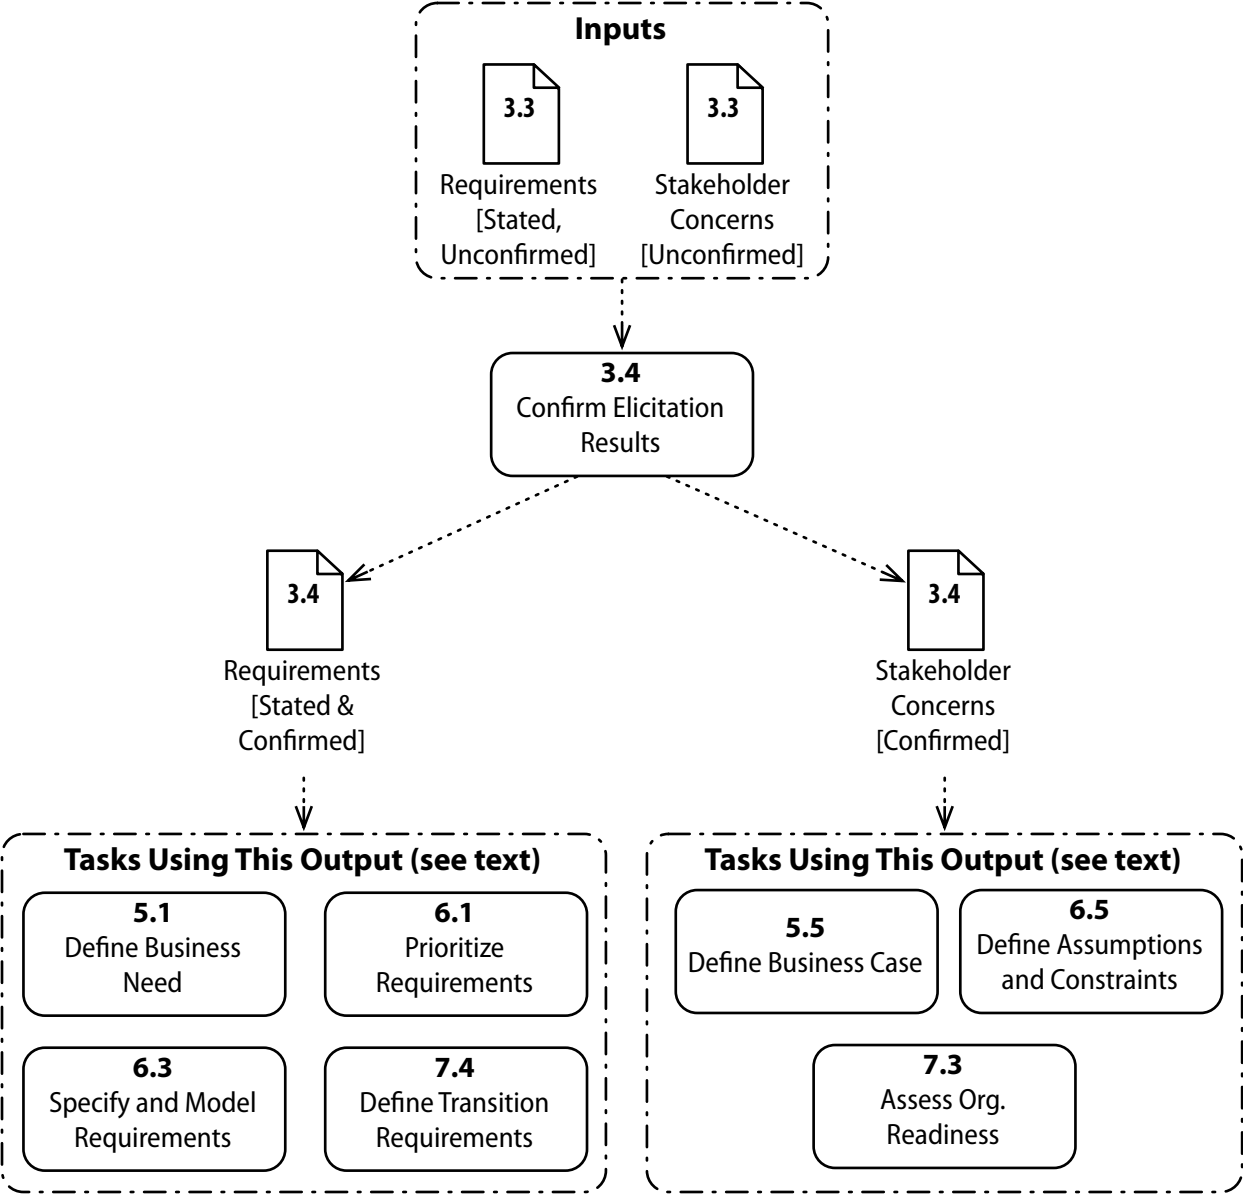 Inputs
3.3
Requirements
[Stated,
Unconfirmed]
3.3
Stakeholder
Concerns
[Unconfirmed]
3.4
Confirm Elicitation
Results
3.4
Requirements
[Stated &
Confirmed]
3.4
Stakeholder
Concerns
[Confirmed]
Tasks Using This Output (see text)
5.1
Define Business
Need
6.1
Prioritize
Requirements
6.3
Specify and Model
Requirements
7.4
Define Transition
Requirements
Tasks Using This Output (see text)
5.5
Define Business Case
6.5
Define Assumptions
and Constraints
7.3
Assess Org.
Readiness